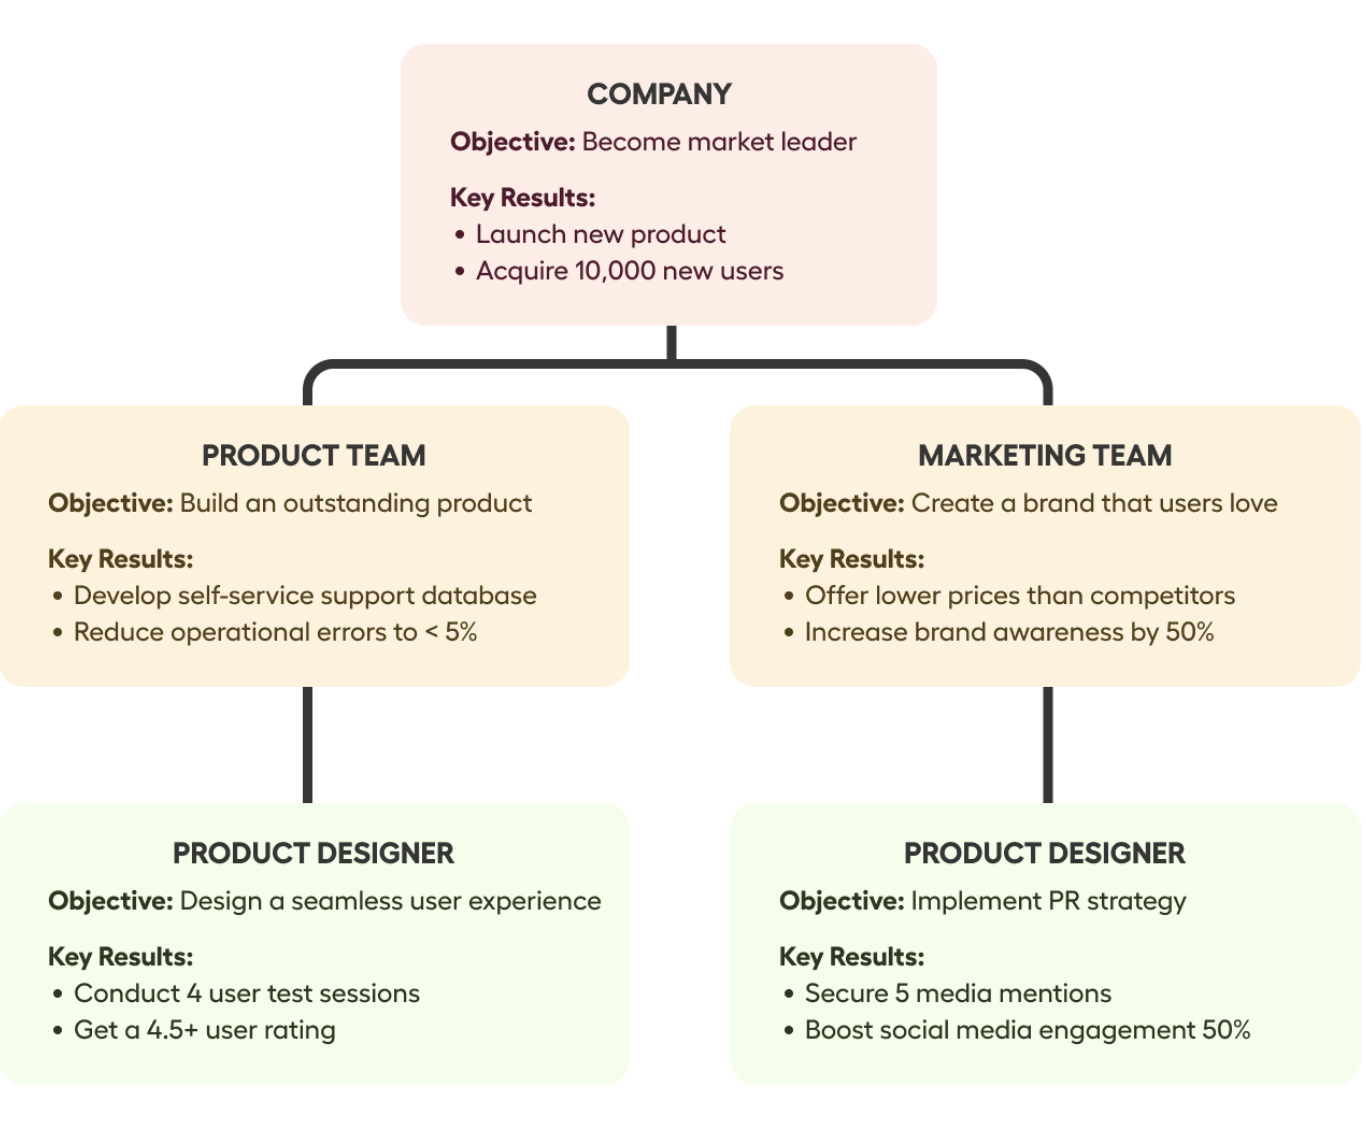 COMPANY
Objective: Become market leader
Key Results:
• Launch new product
• Acquire 10,000 new users
PRODUCT TEAM
Objective: Build an outstanding product
Key Results:
• Develop self-service support database
• Reduce operational errors to < 5%
MARKETING TEAM
Objective: Create a brand that users love
Key Results:
• Offer lower prices than competitors
• Increase brand awareness by 50%
PRODUCT DESIGNER
Objective: Design a seamless user experience
Key Results:
• Conduct 4 user test sessions
• Get a 4.5+ user rating
PRODUCT DESIGNER
Objective: Implement PR strategy
Key Results:
• Secure 5 media mentions
• Boost social media engagement 50%